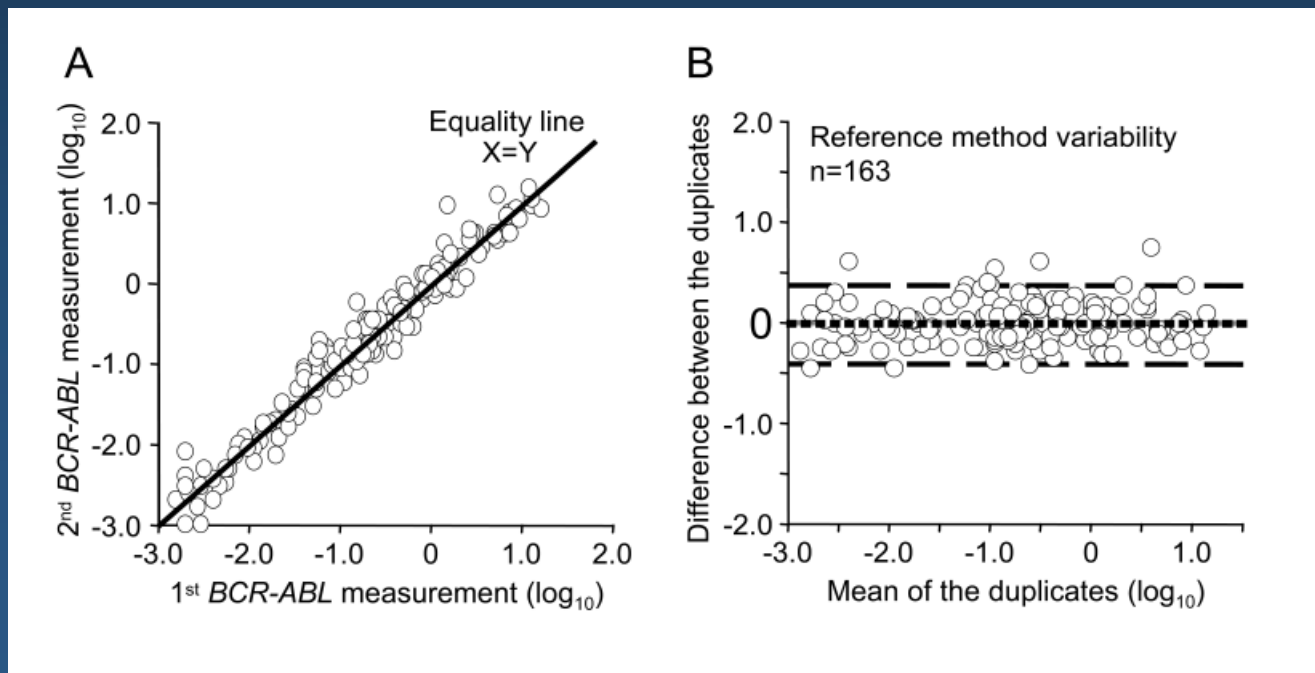 A
2nd BCR-ABL measurement (log10)
2.0
1.0
0
-1.0
-2.0
-3.0
Equality line
X=Y
-3.0 -2.0 -1.0 0 1.0 2.0
1st BCR-ABL measurement (log10)
B
Difference between the duplicates
2.0
1.0
0
-1.0
-2.0
Reference method variability
n=163
-3.0 -2.0 -1.0 0 1.0
Mean of the duplicates (log10)